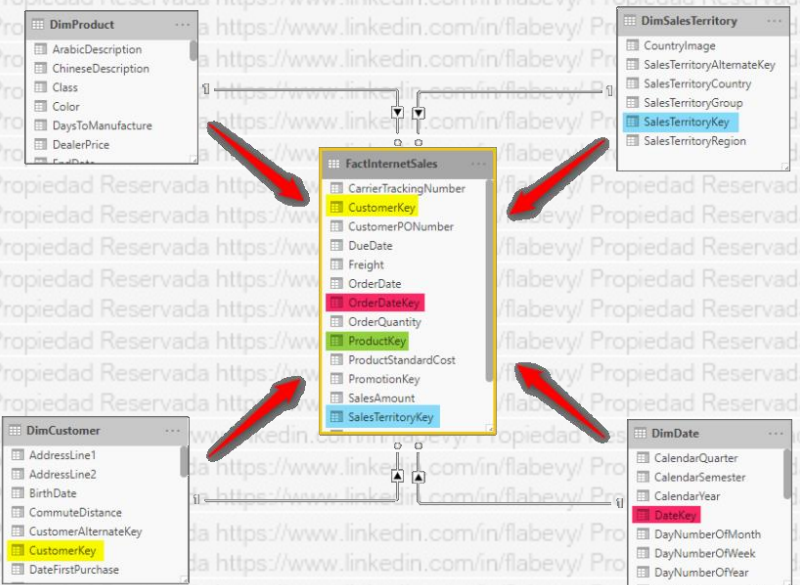 DimProduct
ArabicDescription
ChineseDescription
Class
Color
DaysToManufacture
DealerPrice
EndDate
DimSalesTerritory
CountryImage
SalesTerritoryAlternateKey
SalesTerritoryCountry
SalesTerritoryGroup
SalesTerritoryKey
SalesTerritoryRegion
FactInternetSales
CarrierTrackingNumber
CustomerKey
CustomerPONumber
DueDate
Freight
OrderDate
OrderDateKey
OrderQuantity
ProductKey
ProductStandardCost
PromotionKey
SalesAmount
SalesTerritoryKey
DimCustomer
AddressLine1
AddressLine2
BirthDate
CommuteDistance
CustomerAlternateKey
CustomerKey
DateFirstPurchase
DimDate
CalendarQuarter
CalendarSemester
CalendarYear
DateKey
DayNumberOfMonth
DayNumberOfWeek
DayNumberOfYear
Propiedad Reservada https://www.linkedin.com/in/flabevy/